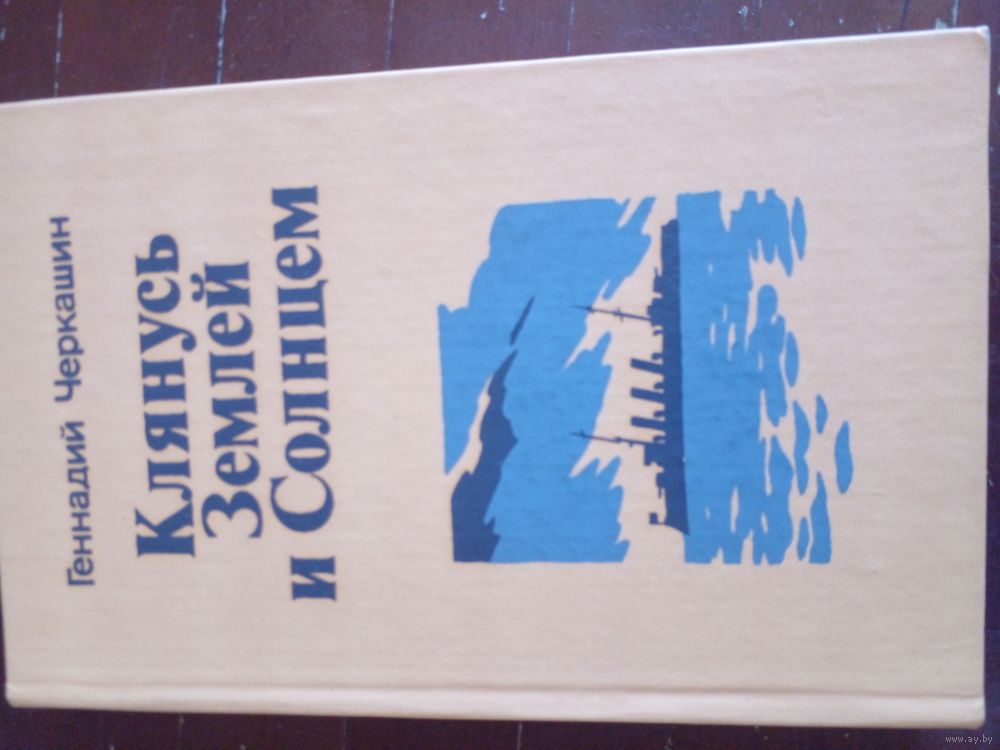 Геннадий Черкашин
Клянусь
Землей
и Солнцем
www.ay.by